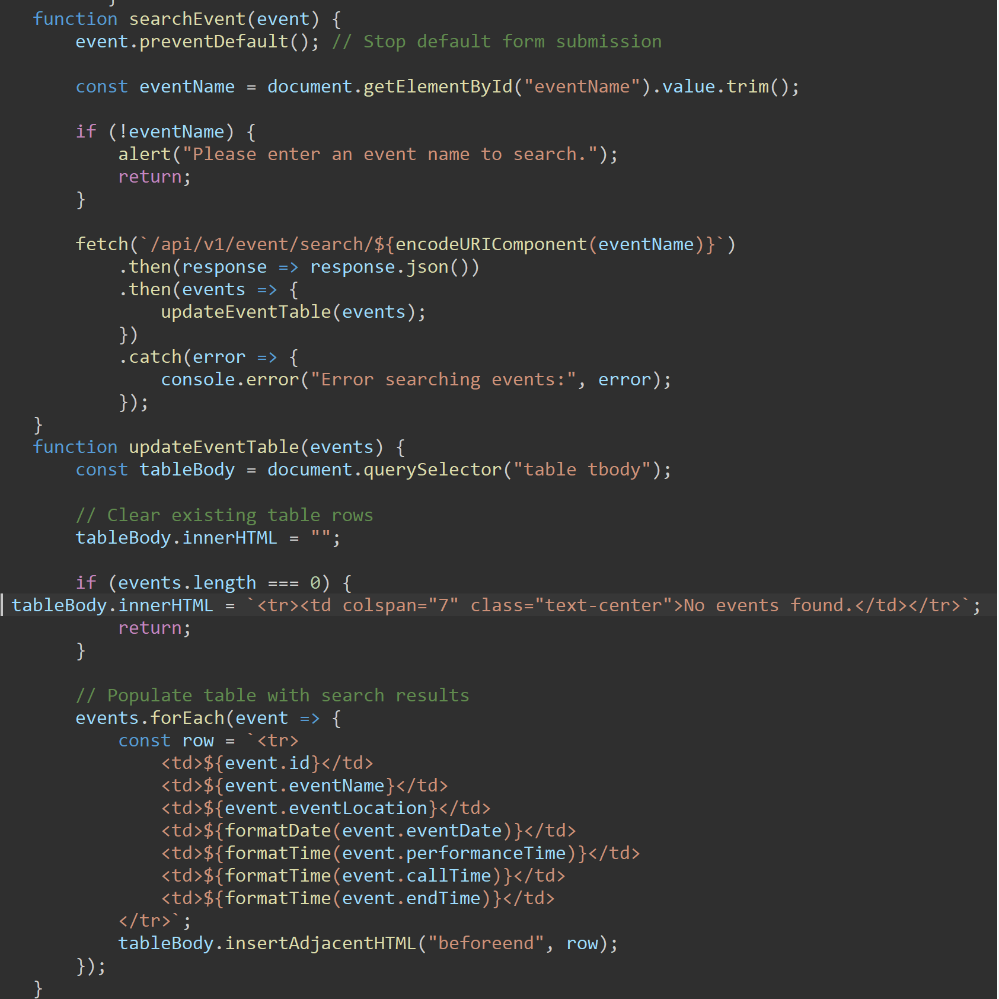 }
function searchEvent(event) {
event.preventDefault(); // Stop default form submission
const eventName = document.getElementById("eventName").value.trim();
if (!eventName) {
alert("Please enter an event name to search.");
return;
}
fetch(`/api/v1/event/search/${encodeURIComponent(eventName)}`)
.then(response => response.json())
.then(events => {
updateEventTable(events);
})
.catch(error => {
console.error("Error searching events:", error);
});
}
function updateEventTable(events) {
const tableBody = document.querySelector("table tbody");
// Clear existing table rows
tableBody.innerHTML = "";
if (events.length === 0) {
tableBody.innerHTML = `<tr><td colspan="7" class="text-center">No events found.</td></tr>`;
return;
}
// Populate table with search results
events.forEach(event => {
const row = `<tr>
<td>${event.id}</td>
<td>${event.eventName}</td>
<td>${event.eventLocation}</td>
<td>${formatDate(event.eventDate)}</td>
<td>${formatTime(event.performanceTime)}</td>
<td>${formatTime(event.callTime)}</td>
<td>${formatTime(event.endTime)}</td>
</tr>`;
tableBody.insertAdjacentHTML("beforeend", row);
});
}